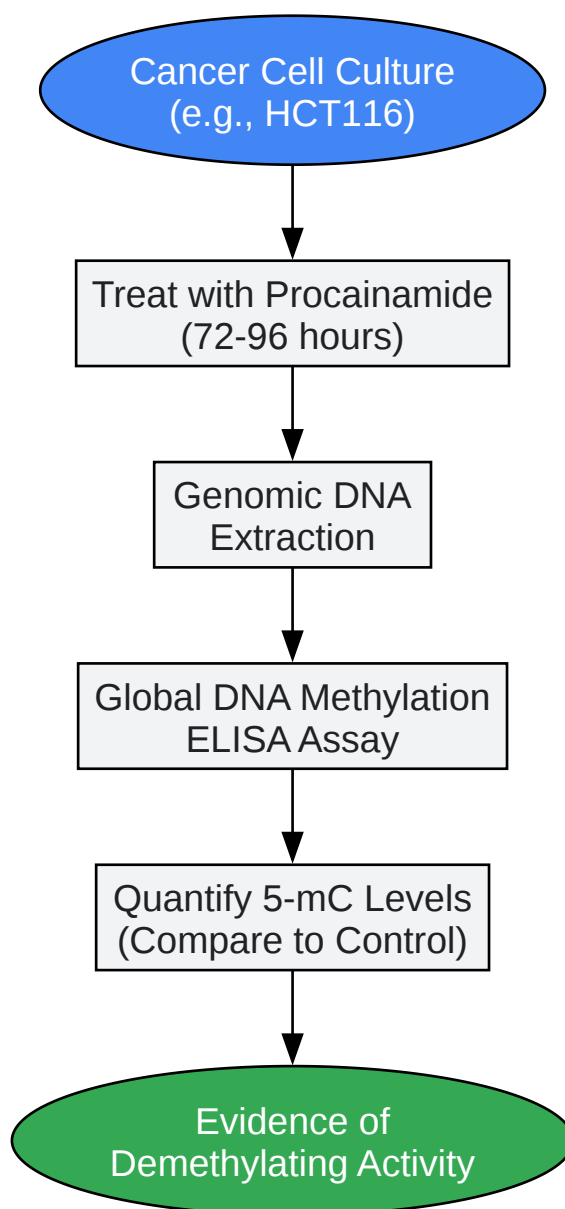 Cancer Cell Culture
(e.g., HCT116)
Treat with Procainamide
(72-96 hours)
Genomic DNA
Extraction
Global DNA Methylation
ELISA Assay
Quantify 5-mC Levels
(Compare to Control)
Evidence of
Demethylating Activity